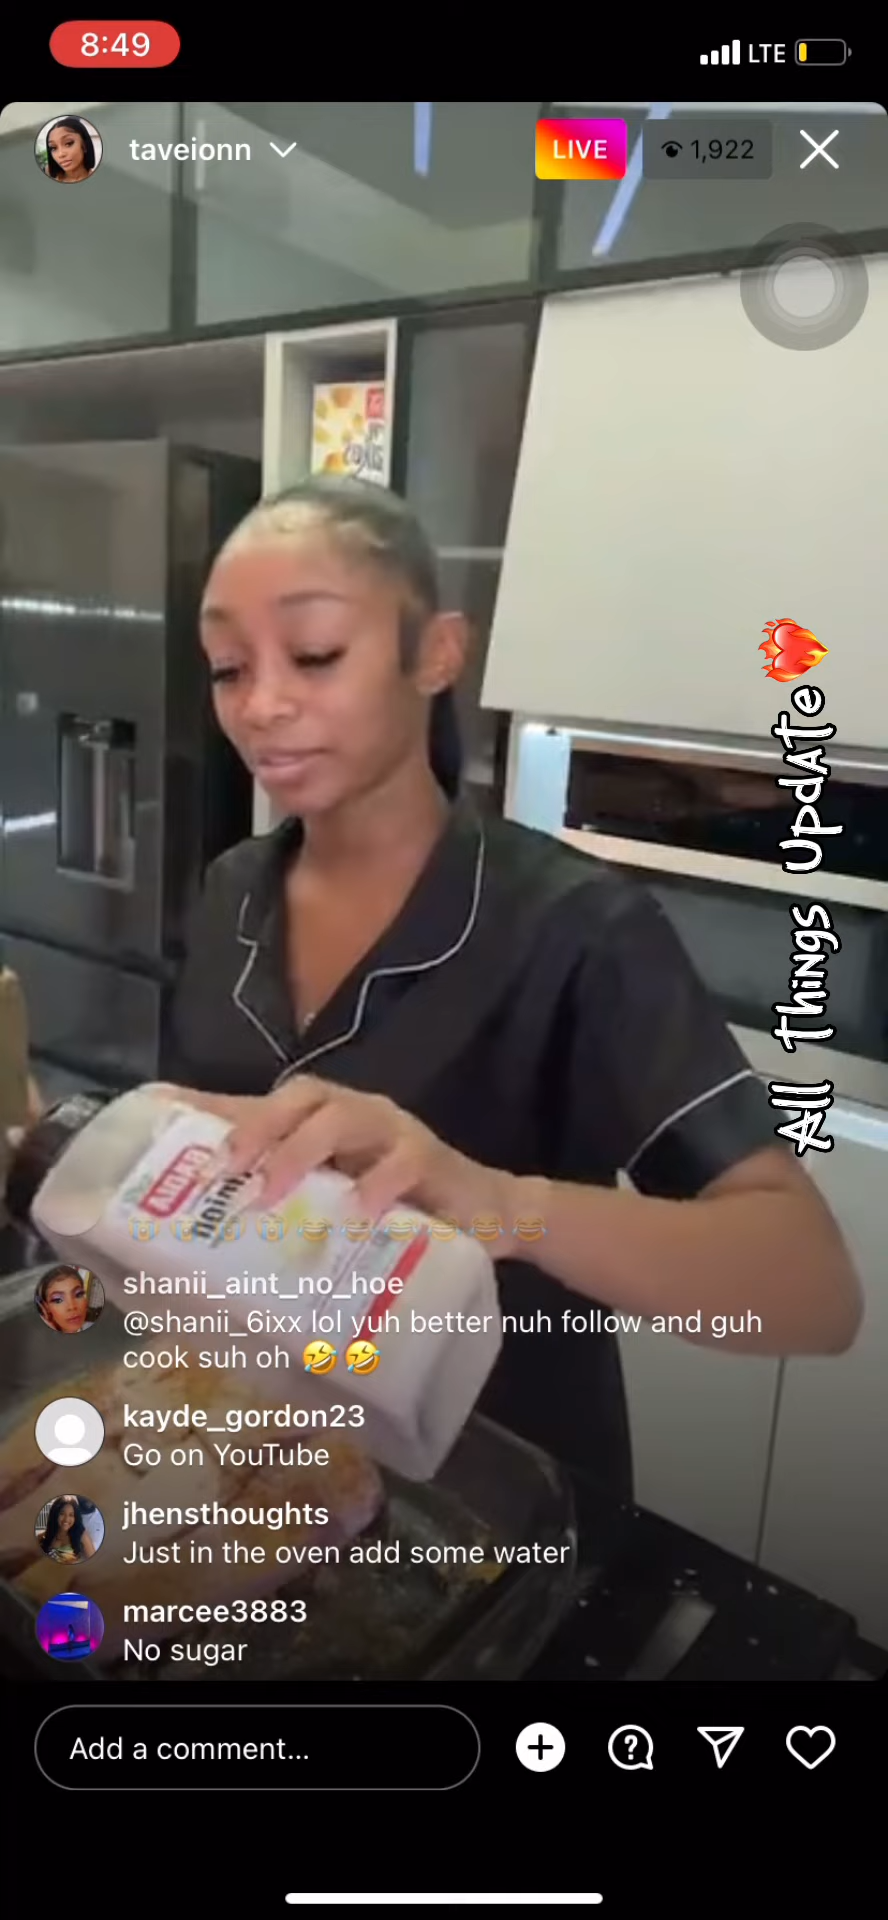 8:49
LTE
taveionn
LIVE
1,922
All Things Update
shanii_aint_no_hoe
@shanii_6ixx lol yuh better nuh follow and guh
cook suh oh 🤣🤣
kayde_gordon23
Go on YouTube
jhensthoughts
Just in the oven add some water
marcee3883
No sugar
Add a comment...